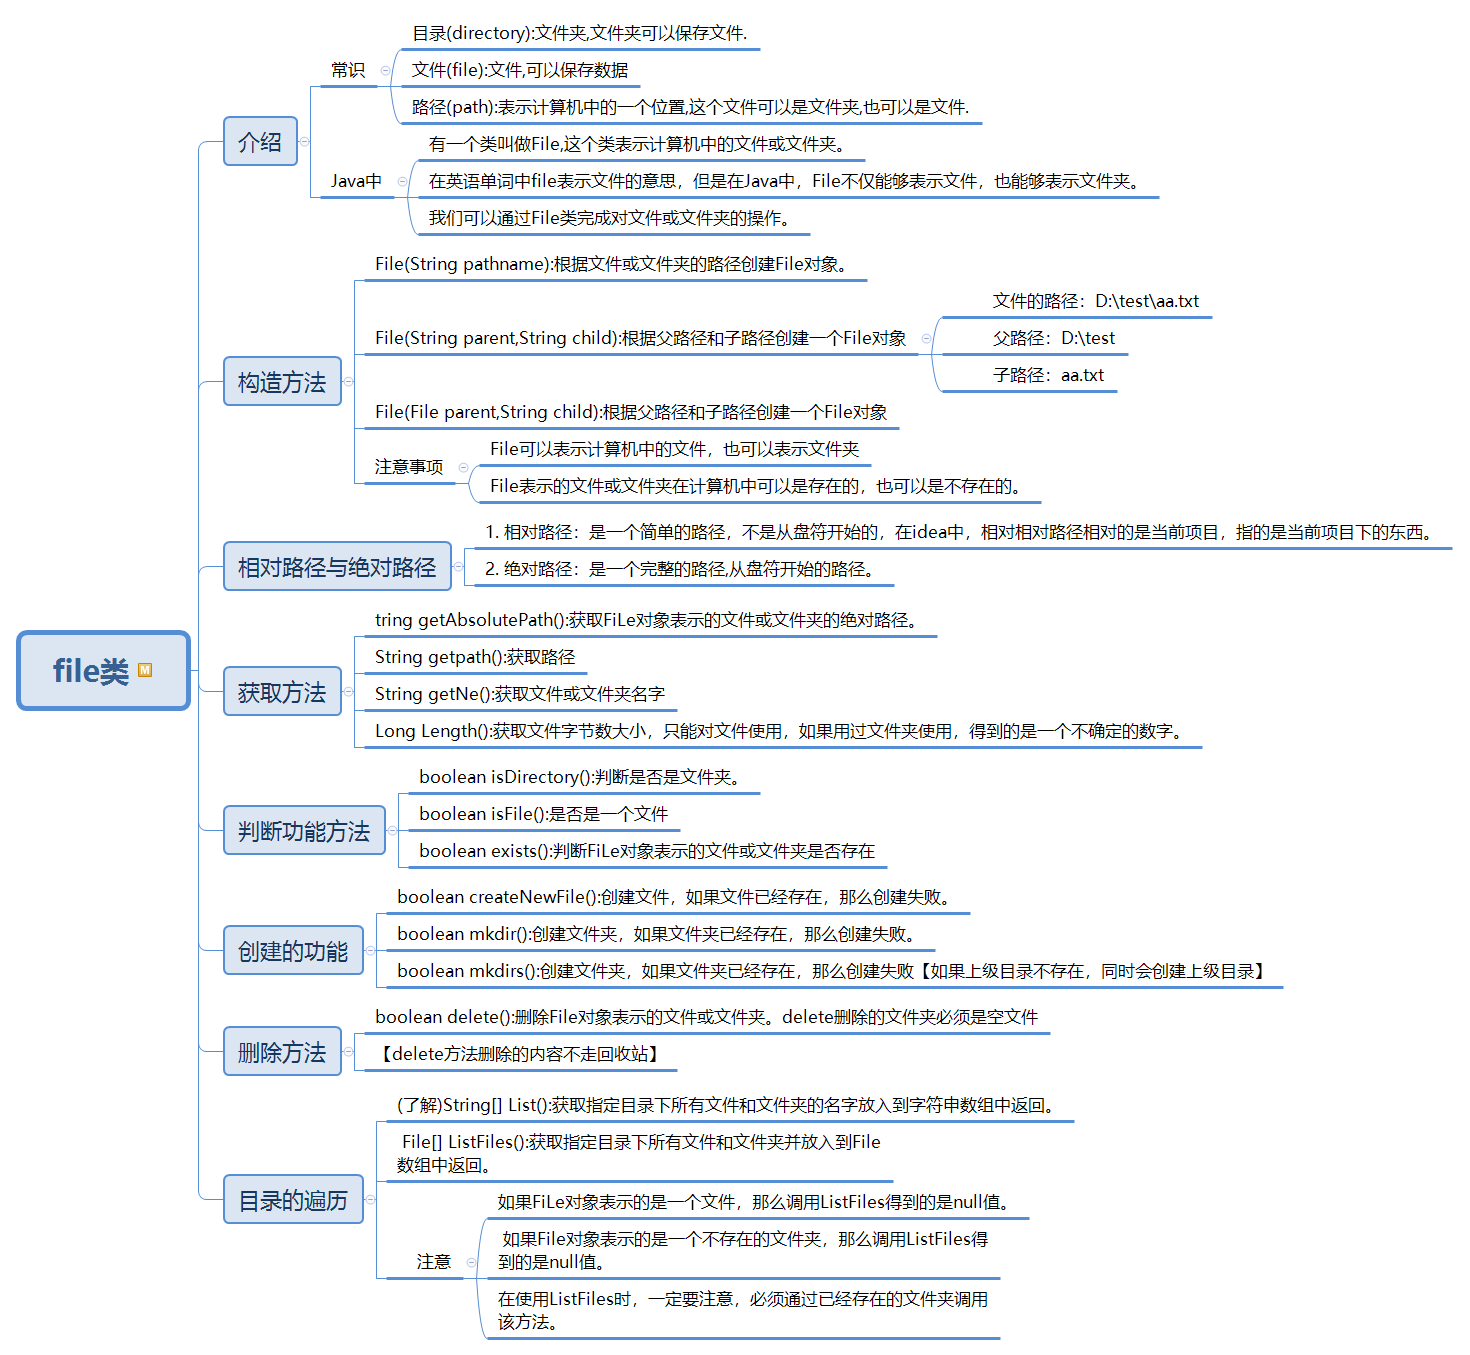 file类
介绍
常识
目录(directory):文件夹,文件夹可以保存文件.
文件(file):文件,可以保存数据
路径(path):表示计算机中的一个位置,这个文件可以是文件夹,也可以是文件.
Java中
有一个类叫做File,这个类表示计算机中的文件或文件夹。
在英语单词中file表示文件的意思，但是在Java中，File不仅能够表示文件，也能够表示文件夹。
我们可以通过File类完成对文件或文件夹的操作。
构造方法
File(String pathname):根据文件或文件夹的路径创建File对象。
File(String parent,String child):根据父路径和子路径创建一个File对象
文件的路径：D:\test\aa.txt
父路径：D:\test
子路径：aa.txt
File(File parent,String child):根据父路径和子路径创建一个File对象
注意事项
File可以表示计算机中的文件，也可以表示文件夹
File表示的文件或文件夹在计算机中可以是存在的，也可以是不存在的。
相对路径与绝对路径
1. 相对路径：是一个简单的路径，不是从盘符开始的，在idea中，相对相对路径相对的是当前项目，指的是当前项目下的东西。
2. 绝对路径：是一个完整的路径,从盘符开始的路径。
获取方法
tring getAbsolutePath():获取FiLe对象表示的文件或文件夹的绝对路径。
String getpath():获取路径
String getNe():获取文件或文件夹名字
Long Length():获取文件字节数大小，只能对文件使用，如果用过文件夹使用，得到的是一个不确定的数字。
判断功能方法
boolean isDirectory():判断是否是文件夹。
boolean isFile():是否是一个文件
boolean exists():判断FiLe对象表示的文件或文件夹是否存在
创建的功能
boolean createNewFile():创建文件，如果文件已经存在，那么创建失败。
boolean mkdir():创建文件夹，如果文件夹已经存在，那么创建失败。
boolean mkdirs():创建文件夹，如果文件夹已经存在，那么创建失败【如果上级目录不存在，同时会创建上级目录】
删除方法
boolean delete():删除File对象表示的文件或文件夹。delete删除的文件夹必须是空文件
【delete方法删除的内容不走回收站】
目录的遍历
(了解)String[] List():获取指定目录下所有文件和文件夹的名字放入到字符申数组中返回。
File[] ListFiles():获取指定目录下所有文件和文件夹并放入到File
数组中返回。
注意
如果FiLe对象表示的是一个文件，那么调用ListFiles得到的是null值。
如果File对象表示的是一个不存在的文件夹，那么调用ListFiles得
到的是null值。
在使用ListFiles时，一定要注意，必须通过已经存在的文件夹调用
该方法。